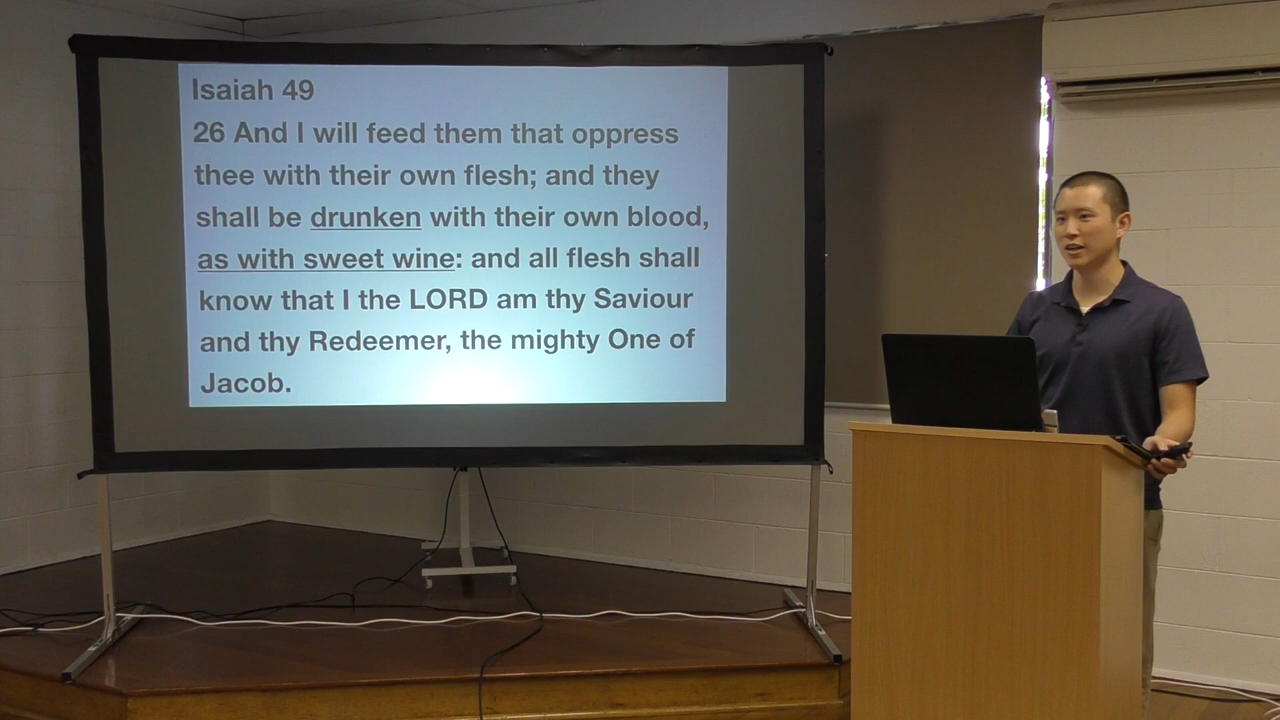 Isaiah 49
26 And I will feed them that oppress
thee with their own flesh; and they
shall be drunken with their own blood,
as with sweet wine: and all flesh shall
know that I the LORD am thy Saviour
and thy Redeemer, the mighty One of
Jacob.